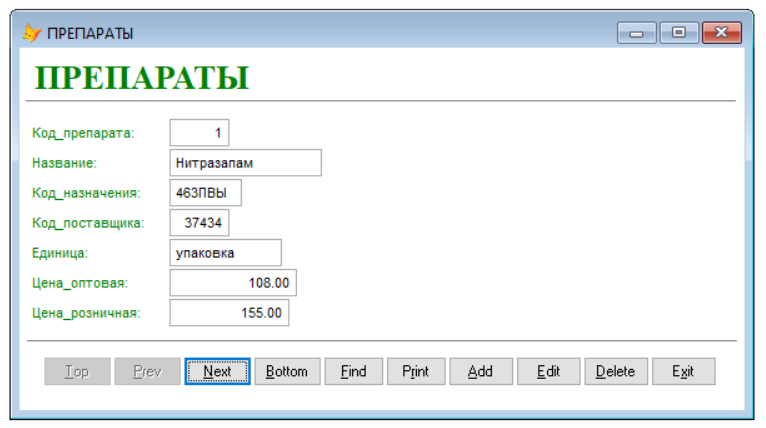 ПРЕПАРАТЫ
ПРЕПАРАТЫ
Код_препарата: 1
Название: Нитразапам
Код_назначения: 463ПВЫ
Код_поставщика: 37434
Единица: упаковка
Цена_оптовая: 108.00
Цена_розничная: 155.00
Top Prev Next Bottom Find Print Add Edit Delete Exit